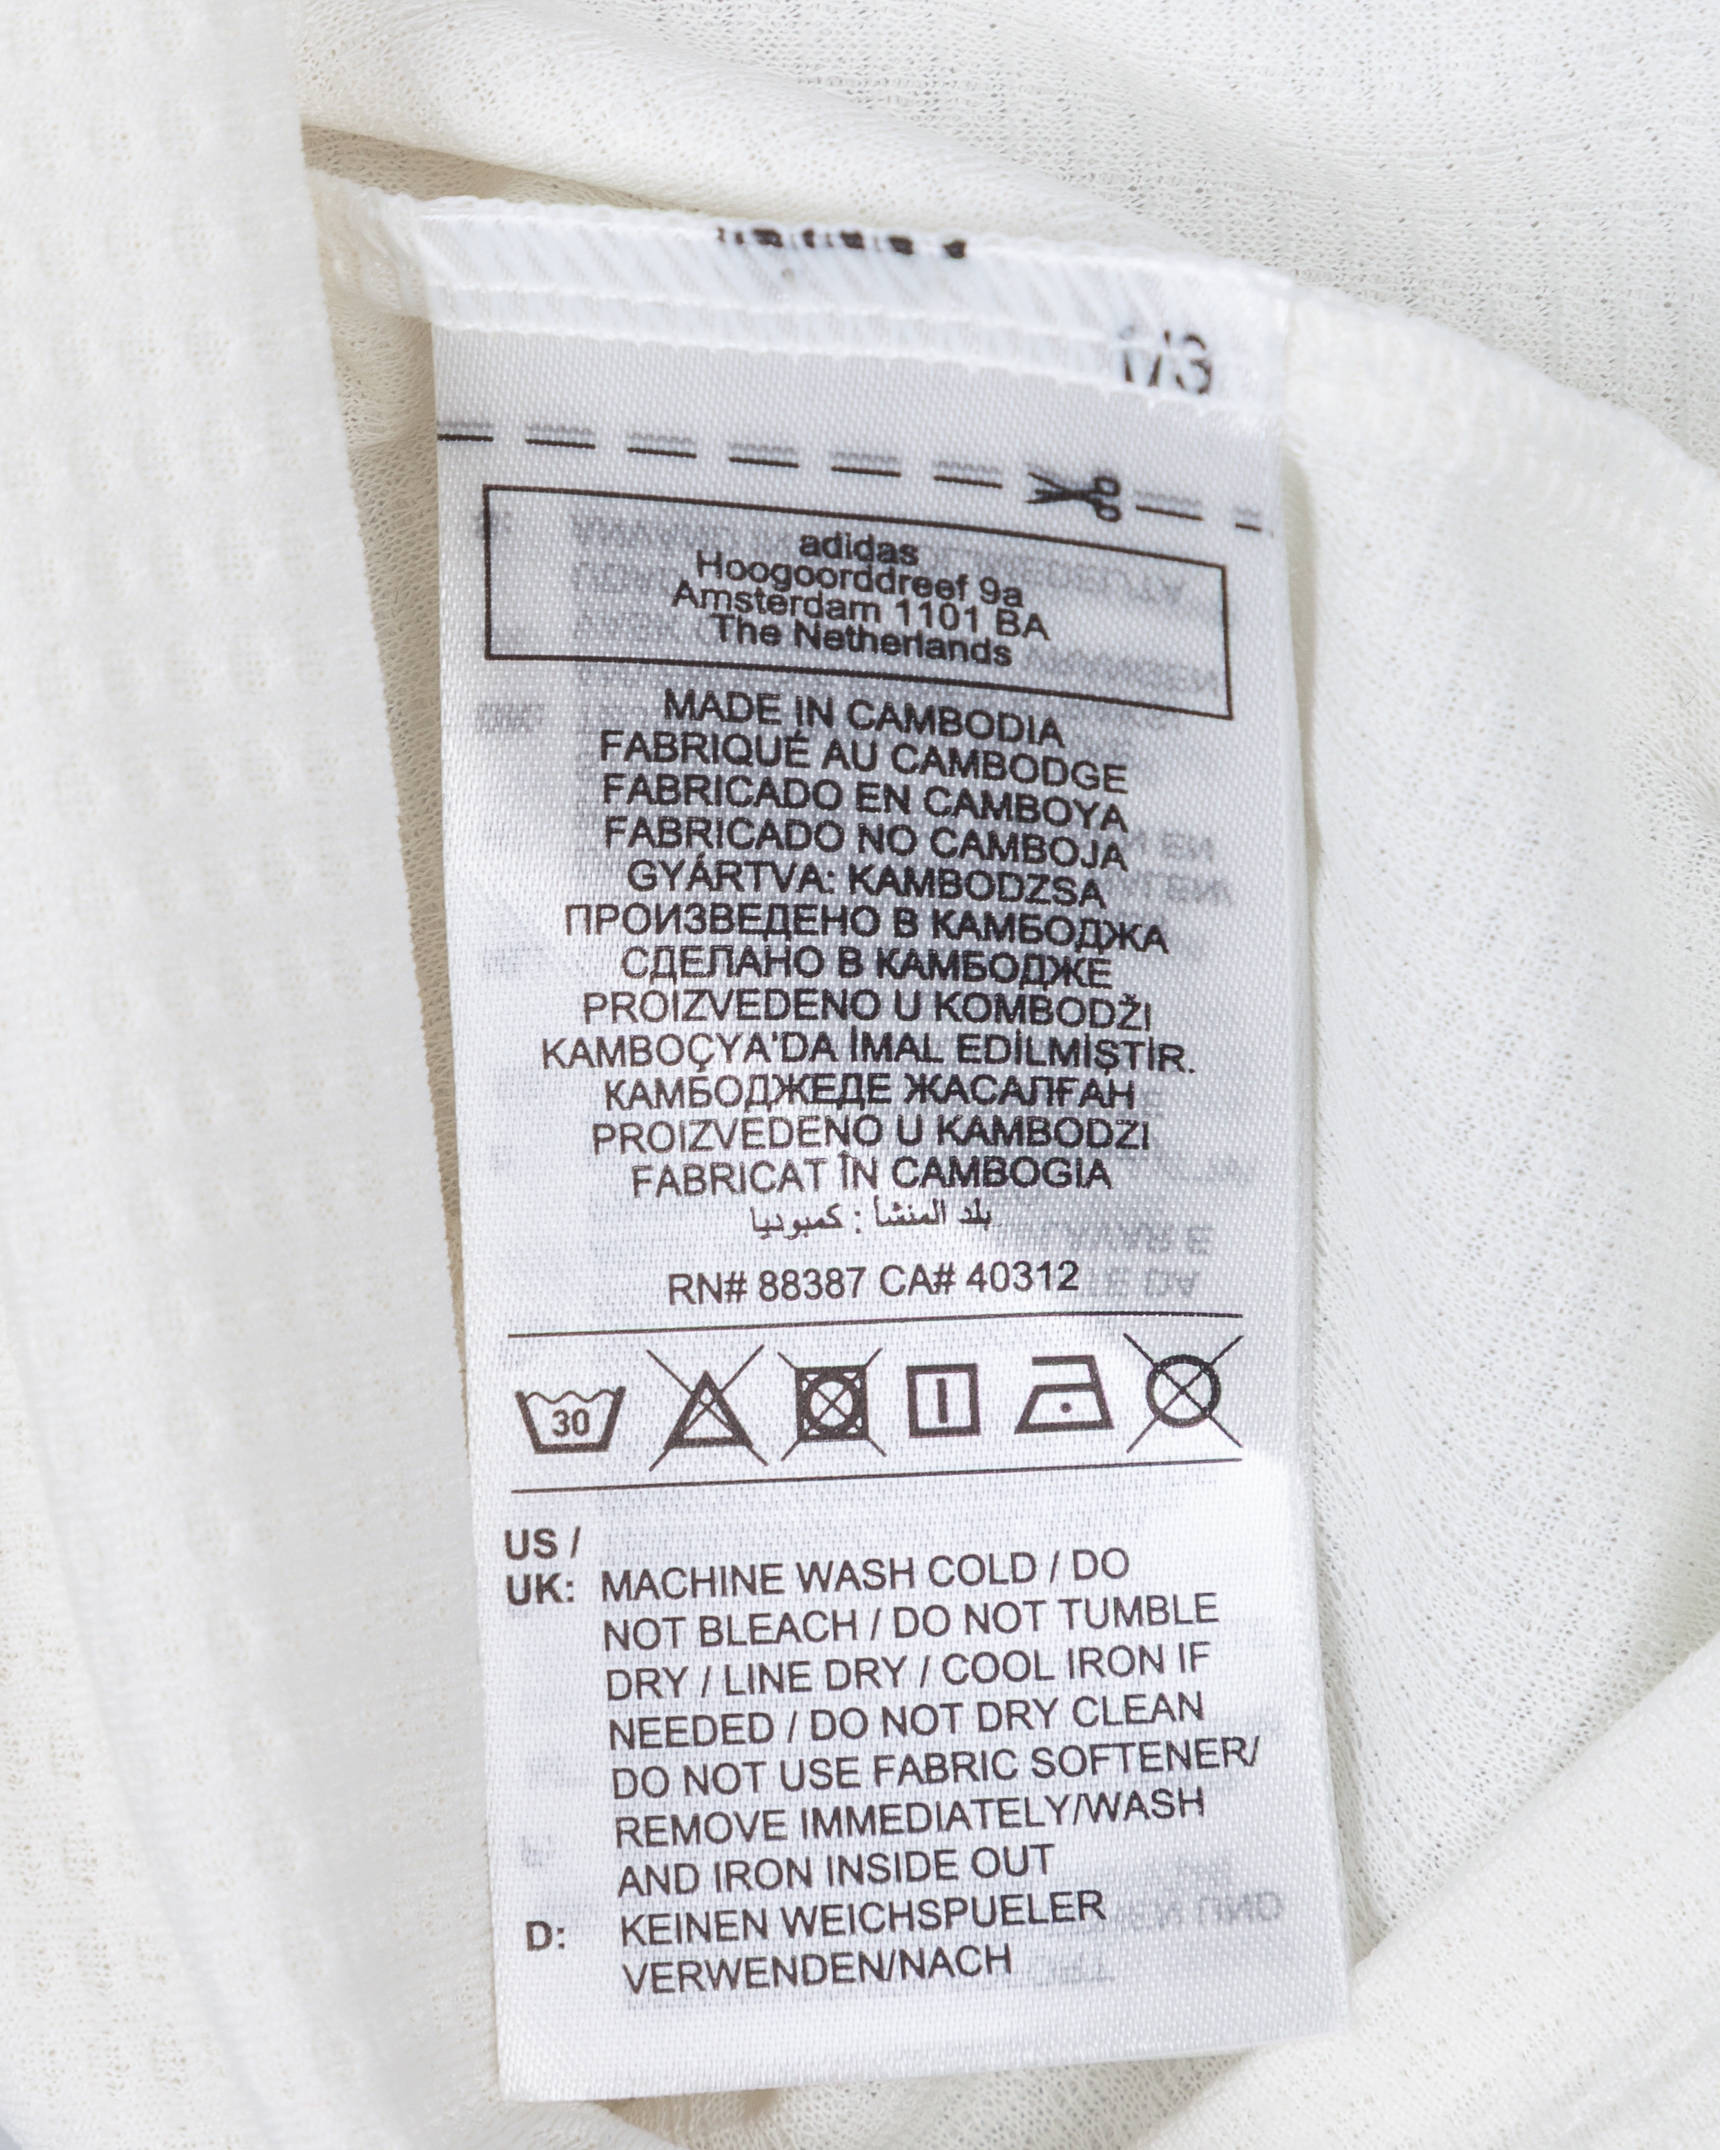 1/3
adidas
Hoogoorddreef 9a
Amsterdam 1101 BA
The Netherlands
MADE IN CAMBODIA
FABRIQUÉ AU CAMBODGE
FABRICADO EN CAMBOYA
FABRICADO NO CAMBOJA
GYÁRTVA: KAMBODZSA
ПРОИЗВЕДЕНО В КАМБОДЖА
СДЕЛАНО В КАМБОДЖЕ
PROIZVEDENO U KOMBODŽI
KAMBOÇYA'DA İMAL EDİLMİŞTİR.
КАМБОДЖЕДЕ ЖАСАЛҒАН
PROIZVEDENO U KAMBODZI
FABRICAT ÎN CAMBOGIA
بلد المنشأ : كمبوديا
RN# 88387 CA# 40312
30
US /
UK: MACHINE WASH COLD / DO
NOT BLEACH / DO NOT TUMBLE
DRY / LINE DRY / COOL IRON IF
NEEDED / DO NOT DRY CLEAN
DO NOT USE FABRIC SOFTENER/
REMOVE IMMEDIATELY/WASH
AND IRON INSIDE OUT
D: KEINEN WEICHSPUELER
VERWENDEN/NACH